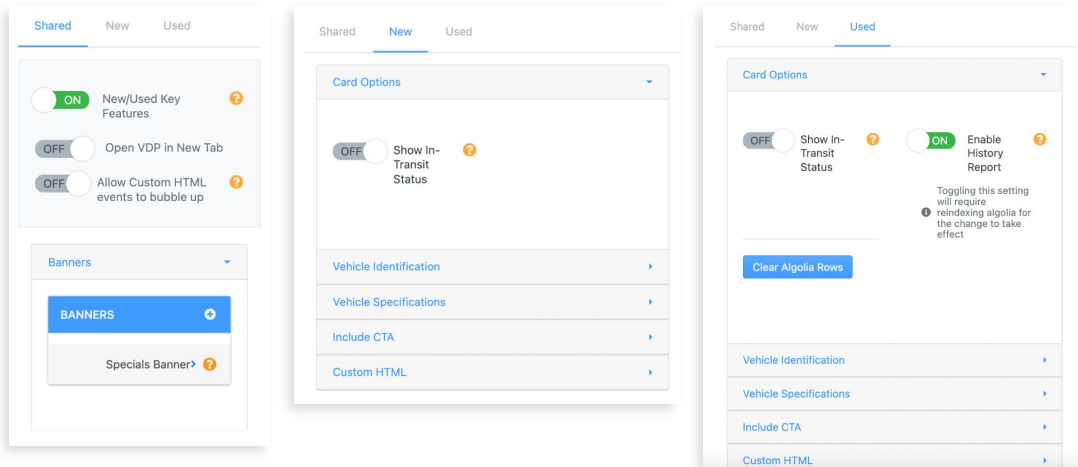 Shared New Used
ON New/Used Key
Features
OFF Open VDP in New Tab
OFF Allow Custom HTML
events to bubble up
Banners
BANNERS
Specials Banner
Shared New Used
Card Options
OFF Show In-
Transit
Status
Vehicle Identification
Vehicle Specifications
Include CTA
Custom HTML
Shared New Used
Card Options
OFF Show In-
Transit
Status
ON Enable
History
Report
Toggling this setting
will require
reindexing algolia for
the change to take
effect
Clear Algolia Rows
Vehicle Identification
Vehicle Specifications
Include CTA
Custom HTML